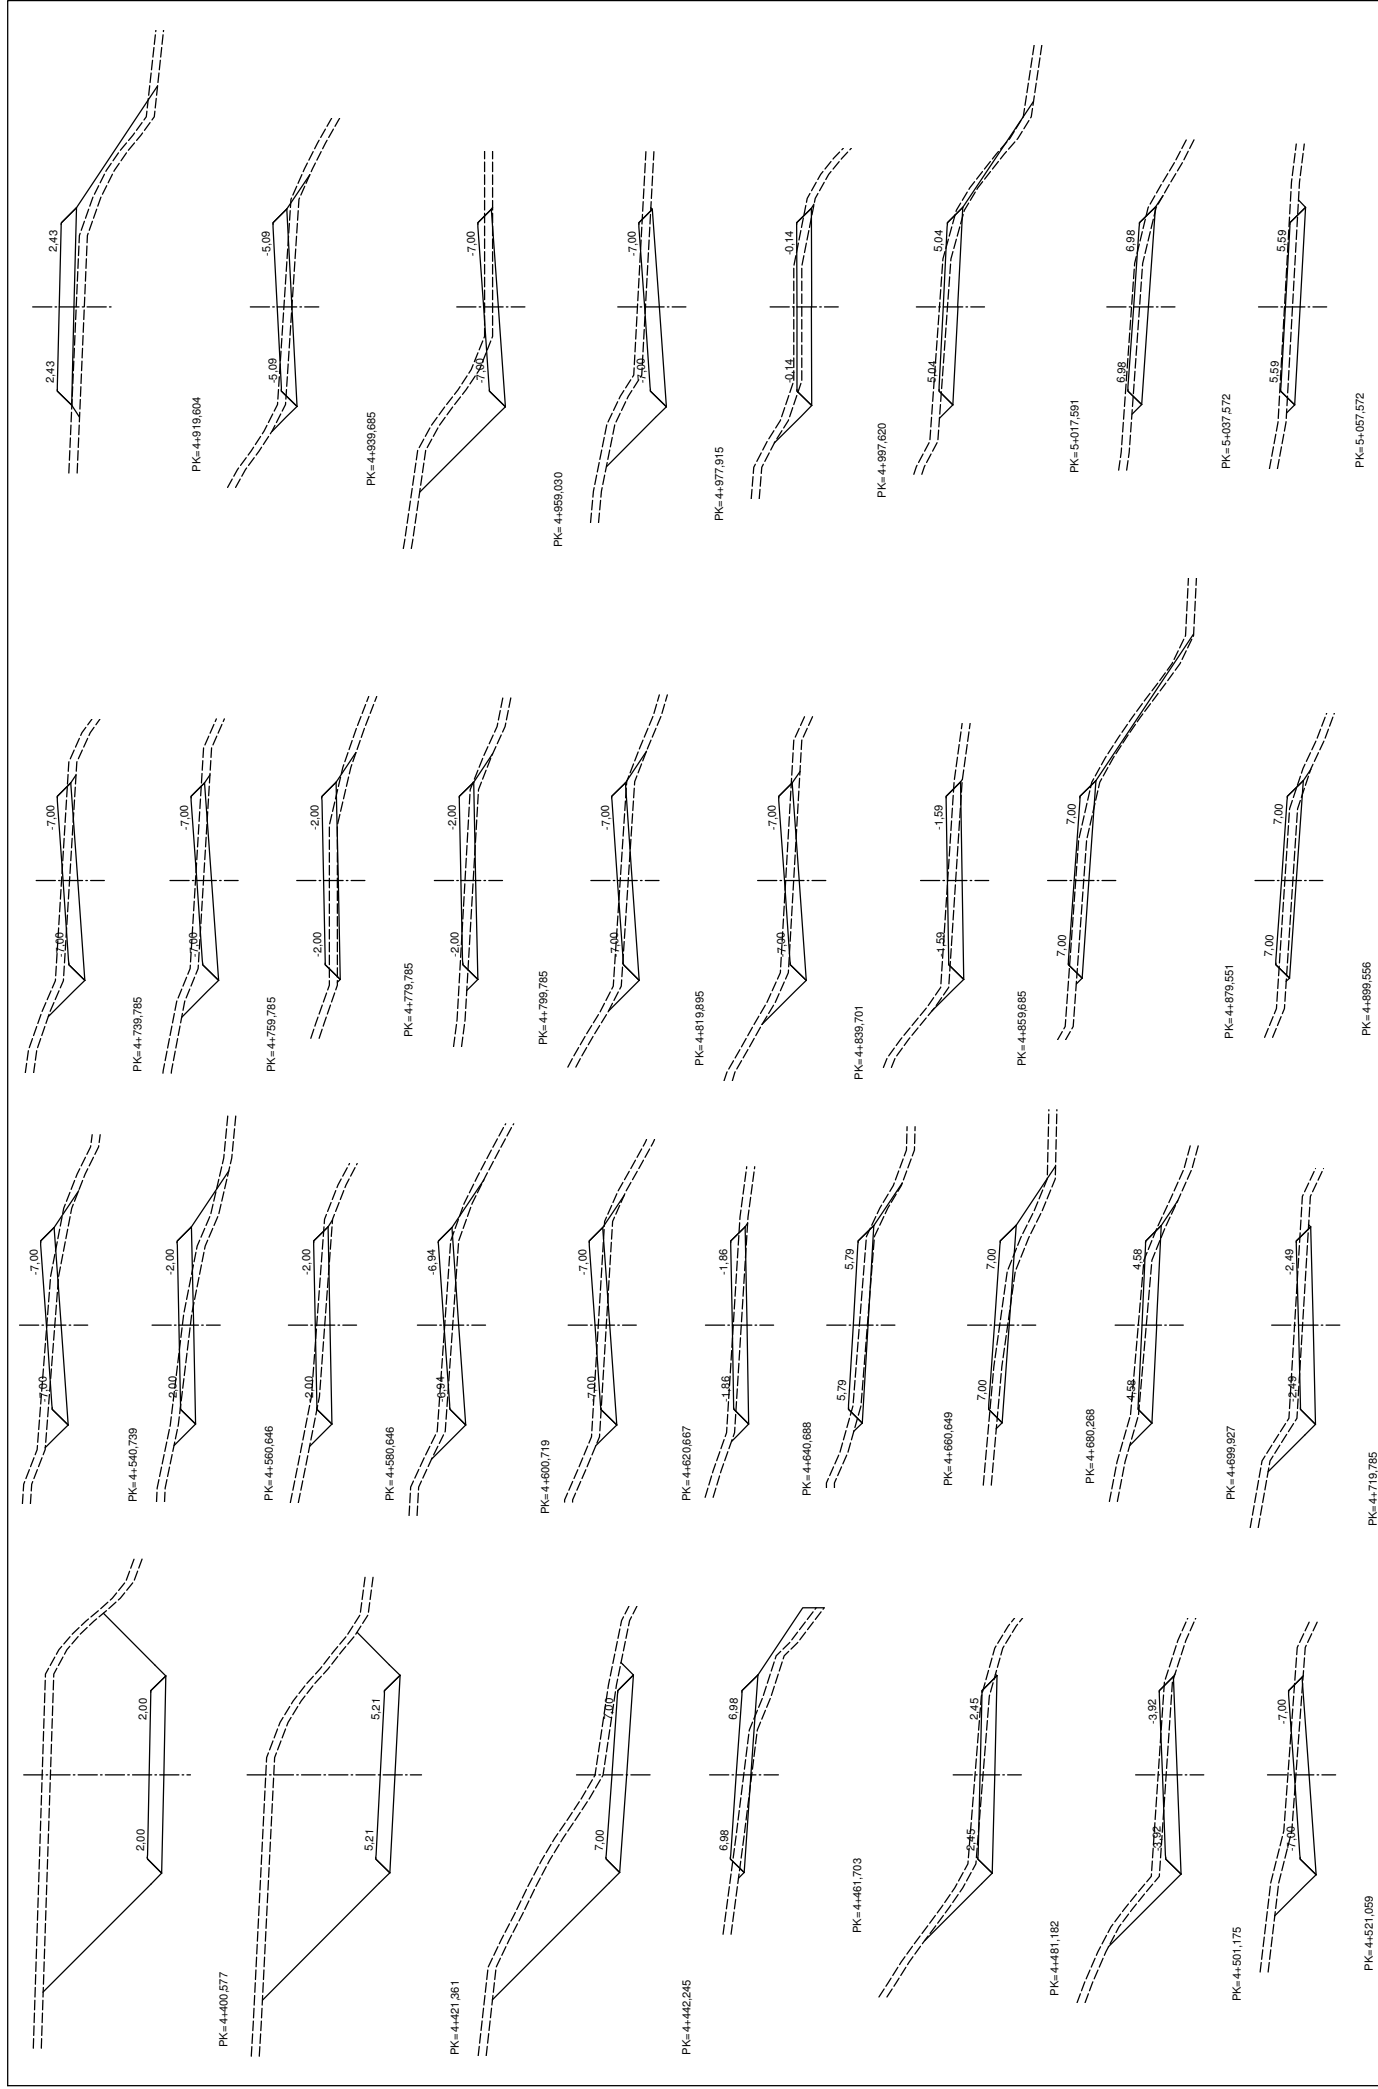 2,00 2,00
PK=4+400,577
5,21 5,21
PK=4+421,361
7,00 7,00
PK=4+442,245
6,98 6,98
PK=4+461,703
2,45 2,45
PK=4+481,182
-3,92 -3,92
PK=4+501,175
-7,00 -7,00
PK=4+521,059
-7,00 -7,00
PK=4+540,739
-2,00 -2,00
PK=4+560,646
-2,00 -2,00
PK=4+580,646
-6,94 -6,94
PK=4+600,719
-7,00 -7,00
PK=4+620,667
-1,86 -1,86
PK=4+640,688
5,79 5,79
PK=4+660,649
7,00 7,00
PK=4+680,268
4,58 4,58
PK=4+699,927
-2,49 -2,49
PK=4+719,785
-7,00 -7,00
PK=4+739,785
-7,00 -7,00
PK=4+759,785
-2,00 -2,00
PK=4+779,785
-2,00 -2,00
PK=4+799,785
-7,00 -7,00
PK=4+819,895
-7,00 -7,00
PK=4+839,701
-1,59 -1,59
PK=4+859,685
7,00 7,00
PK=4+879,551
7,00 7,00
PK=4+899,556
2,43 2,43
PK=4+919,604
-5,09 -5,09
PK=4+939,685
-7,00 -7,00
PK=4+959,030
-7,00 -7,00
PK=4+977,915
-0,14 -0,14
PK=4+997,620
5,04 5,04
PK=5+017,591
6,98 6,98
PK=5+037,572
5,59 5,59
PK=5+057,572